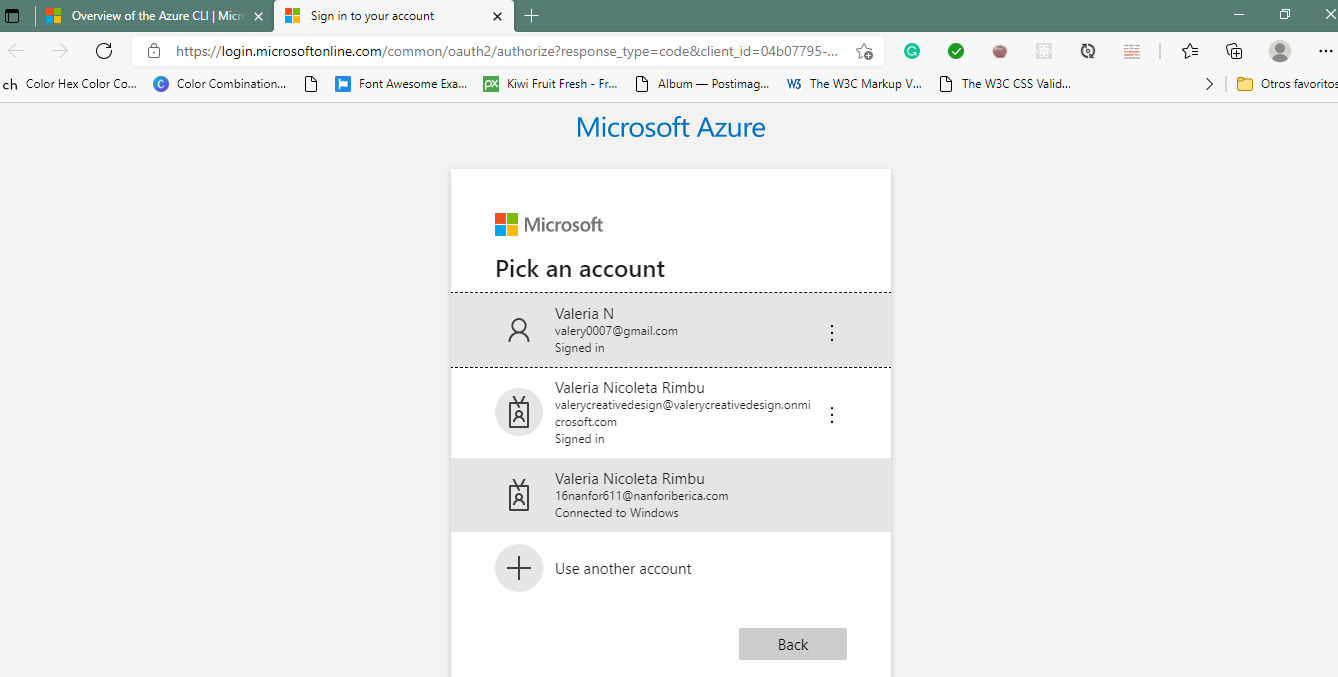 Overview of the Azure CLI | Micr
Sign in to your account
https://login.microsoftonline.com/common/oauth2/authorize?response_type=code&client_id=04b07795-...
ch
Color Hex Color Co...
Color Combination...
Font Awesome Exa...
Kiwi Fruit Fresh - Fr...
Album — Postimag...
The W3C Markup V...
The W3C CSS Valid...
Otros favoritos
Microsoft Azure
Microsoft
Pick an account
Valeria N
valery0007@gmail.com
Signed in
Valeria Nicoleta Rimbu
valerycreativedesign@valerycreativedesign.onmi
crosoft.com
Signed in
Valeria Nicoleta Rimbu
16nanfor611@nanforiberica.com
Connected to Windows
Use another account
Back